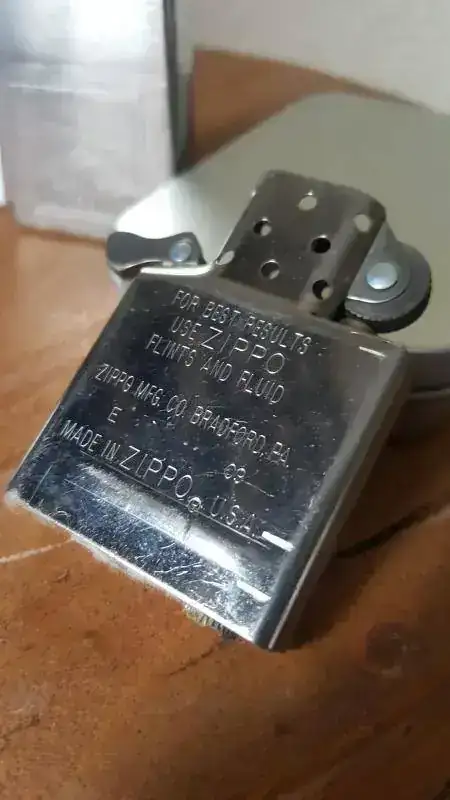 FOR BEST RESULTS
USE ZIPPO
FLINTS AND FLUID
ZIPPO MFG. CO. BRADFORD, PA.
E 09
MADE IN ZIPPO® U.S.A.